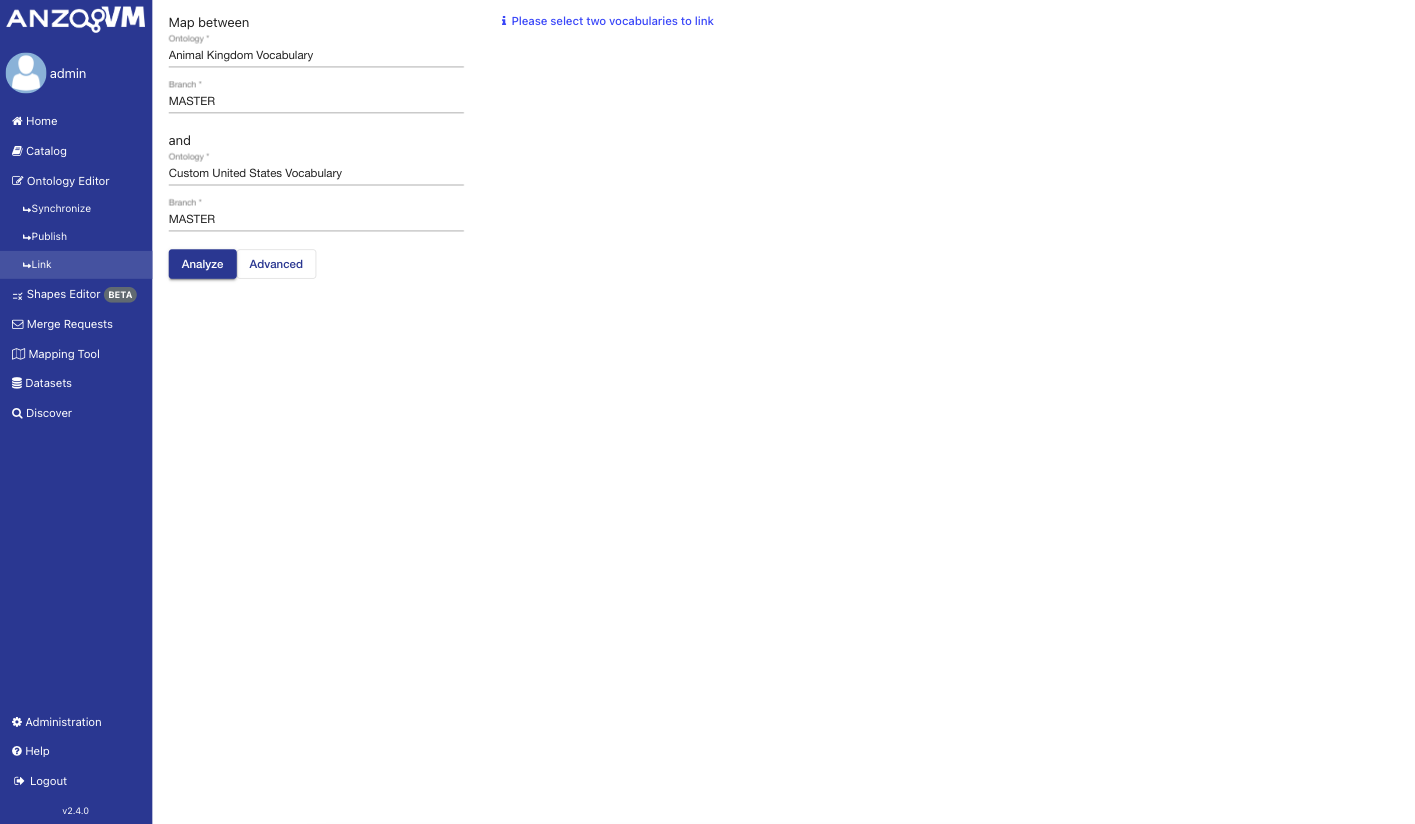 ANZO VM
admin
Home
Catalog
Ontology Editor
Synchronize
Publish
Link
Shapes Editor BETA
Merge Requests
Mapping Tool
Datasets
Discover
Administration
Help
Logout
v2.4.0
Map between
Ontology *
Animal Kingdom Vocabulary
Branch *
MASTER
and
Ontology *
Custom United States Vocabulary
Branch *
MASTER
Analyze Advanced
Please select two vocabularies to link